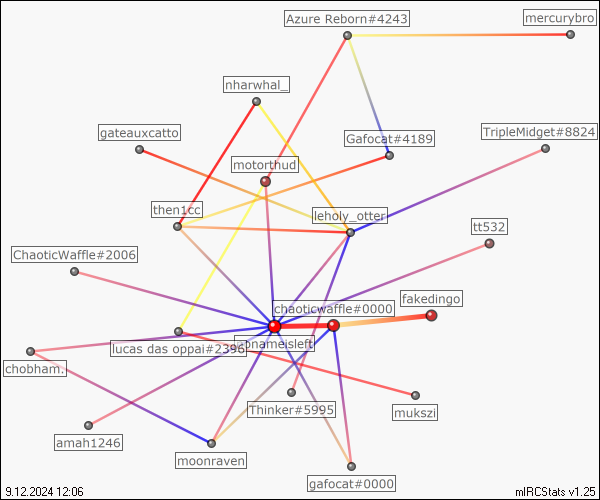 Azure Reborn#4243
mercurybro
nharwhal_
gateauxcatto
Gafocat#4189
TripleMidget#8824
motorthud
then1cc
leholy_otter
tt532
ChaoticWaffle#2006
chaoticwaffle#0000
fakedingo
lucas das oppai#2396
nameisleft
chobham.
Thinker#5995
mukszi
amah1246
moonraven
gafocat#0000
9.12.2024 12:06
mIRCStats v1.25